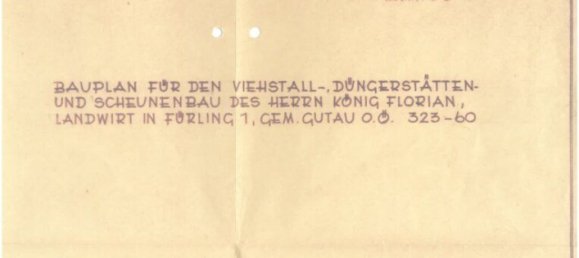 BAUPLAN FÜR DEN VIEHSTALL-, DÜNGERSTÄTTEN-
UND SCHEUNENBAU DES HERRN KÖNIG FLORIAN,
LANDWIRT IN FÜRLING 1, GEM. GUTAU O.Ö. 323-60